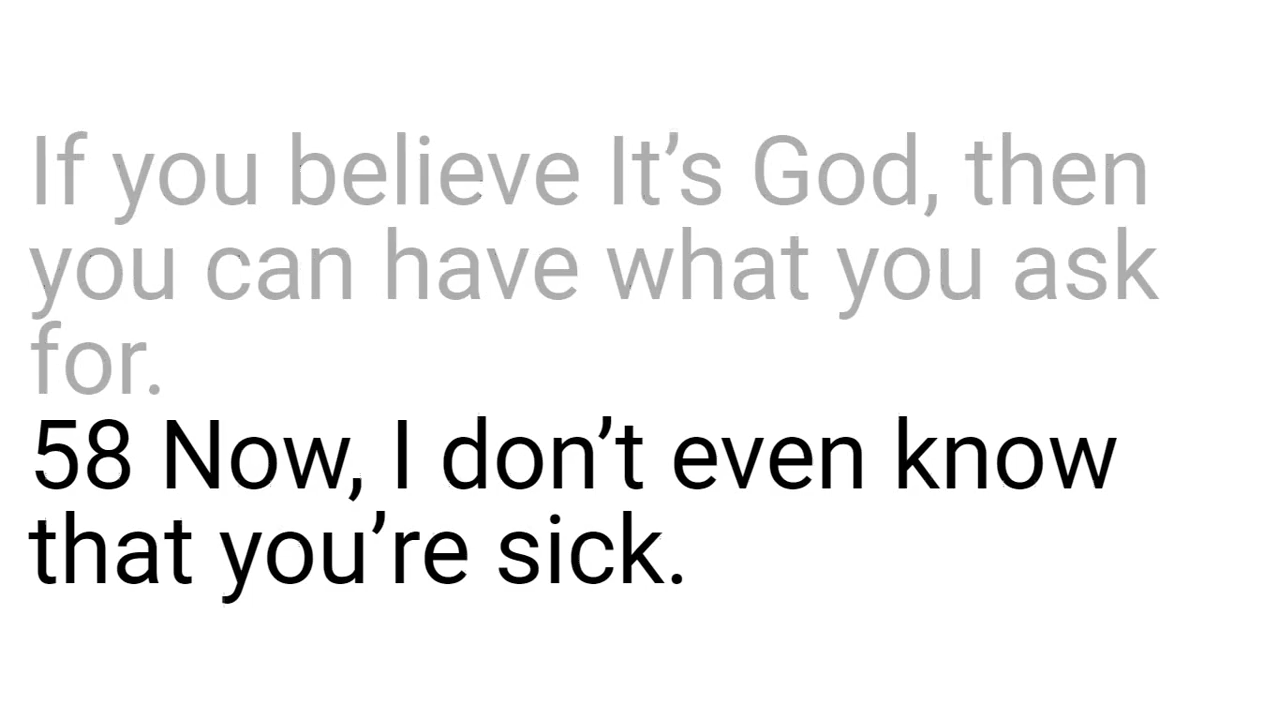 If you believe It’s God, then
you can have what you ask
for.
58 Now, I don’t even know
that you’re sick.